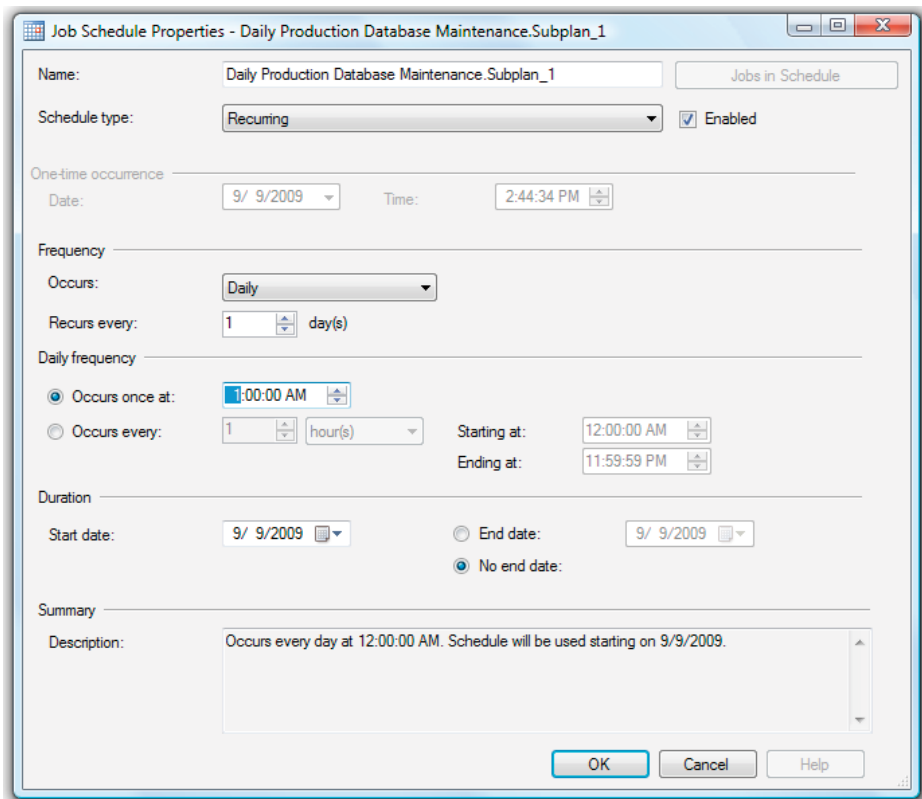 Job Schedule Properties - Daily Production Database Maintenance.Subplan_1
Name: Daily Production Database Maintenance.Subplan_1 Jobs in Schedule
Schedule type: Recurring Enabled
One-time occurrence
Date: 9/ 9/2009 Time: 2:44:34 PM
Frequency
Occurs: Daily
Recurs every: 1 day(s)
Daily frequency
Occurs once at: 1:00:00 AM
Occurs every: 1 hour(s) Starting at: 12:00:00 AM
Ending at: 11:59:59 PM
Duration
Start date: 9/ 9/2009 End date: 9/ 9/2009
No end date:
Summary
Description: Occurs every day at 12:00:00 AM. Schedule will be used starting on 9/9/2009.
OK Cancel Help